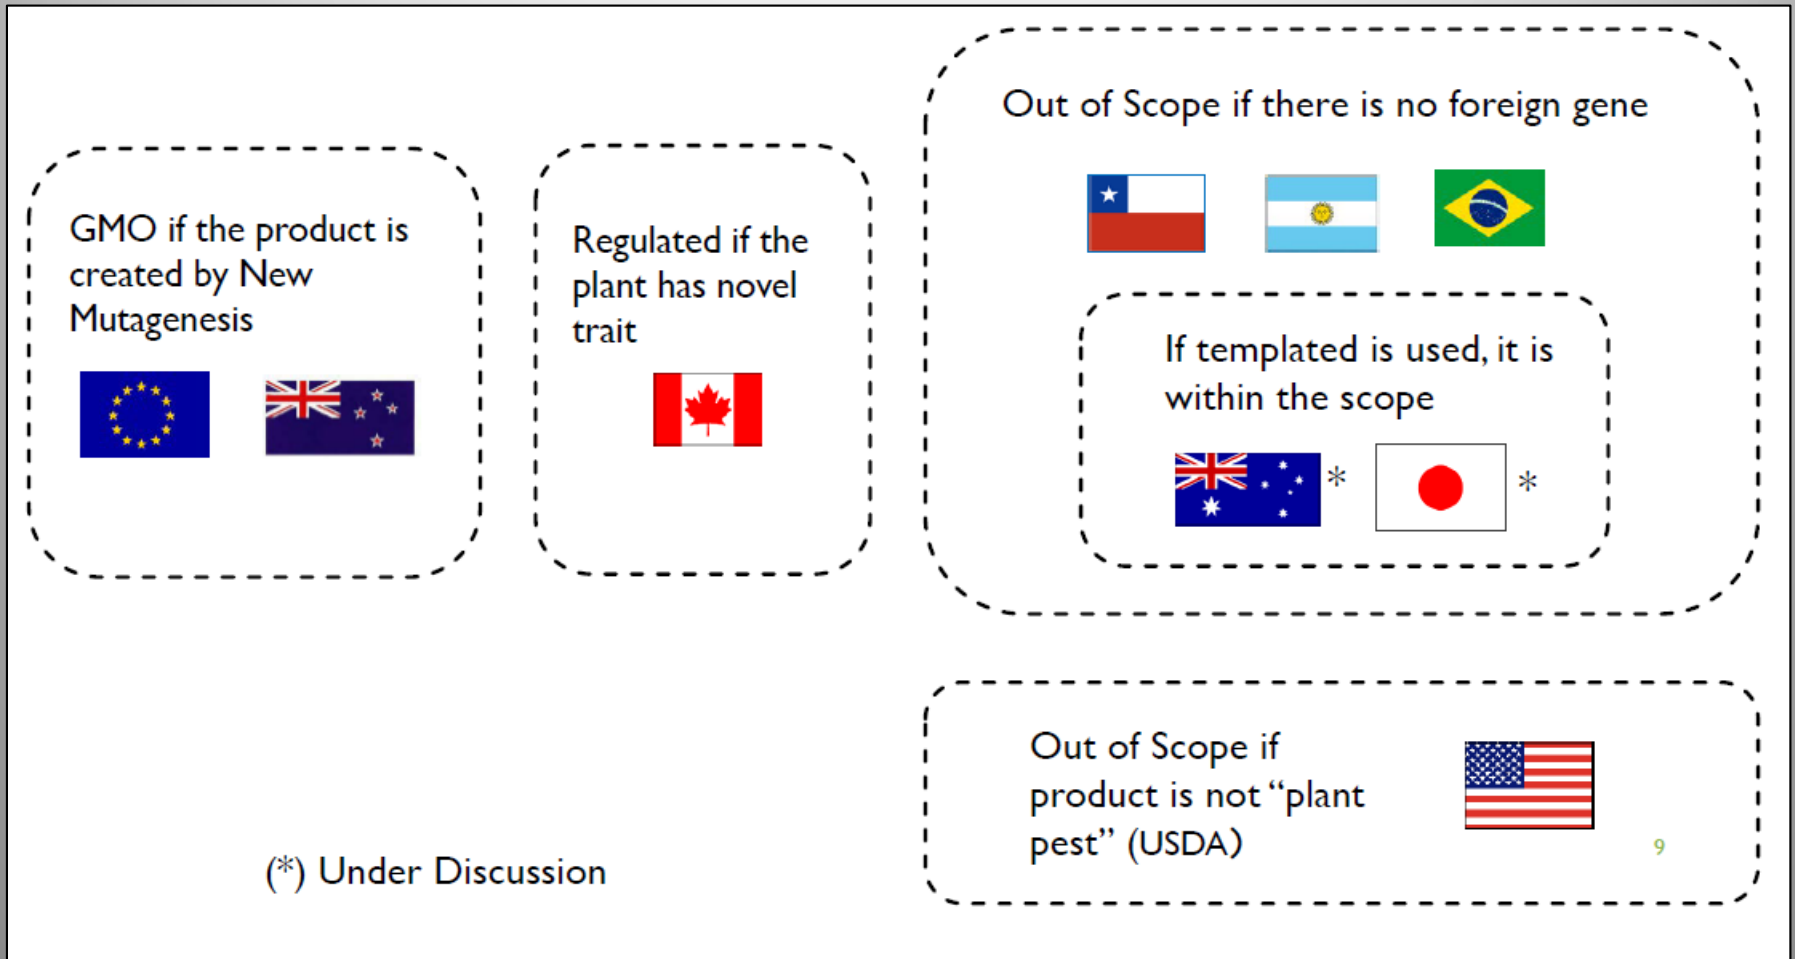 GMO if the product is
created by New
Mutagenesis
Regulated if the
plant has novel
trait
Out of Scope if there is no foreign gene
If templated is used, it is
within the scope
*
*
Out of Scope if
product is not “plant
pest” (USDA)
9
(*) Under Discussion